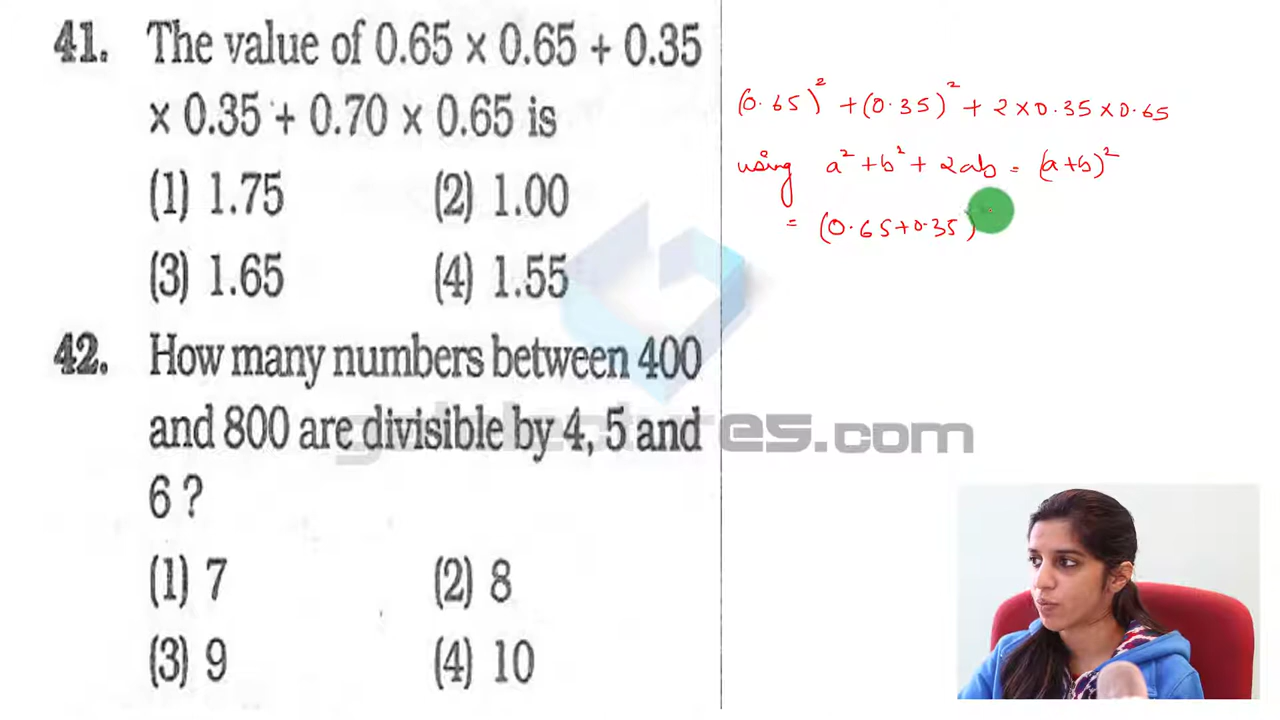 41. The value of 0.65 × 0.65 + 0.35
× 0.35 + 0.70 × 0.65 is
(1) 1.75 (2) 1.00
(3) 1.65 (4) 1.55
42. How many numbers between 400
and 800 are divisible by 4, 5 and
6 ?
(1) 7 (2) 8
(3) 9 (4) 10
(0.65)² + (0.35)² + 2 × 0.35 × 0.65
using a² + b² + 2ab = (a+b)²
= (0.65+0.35)
.com